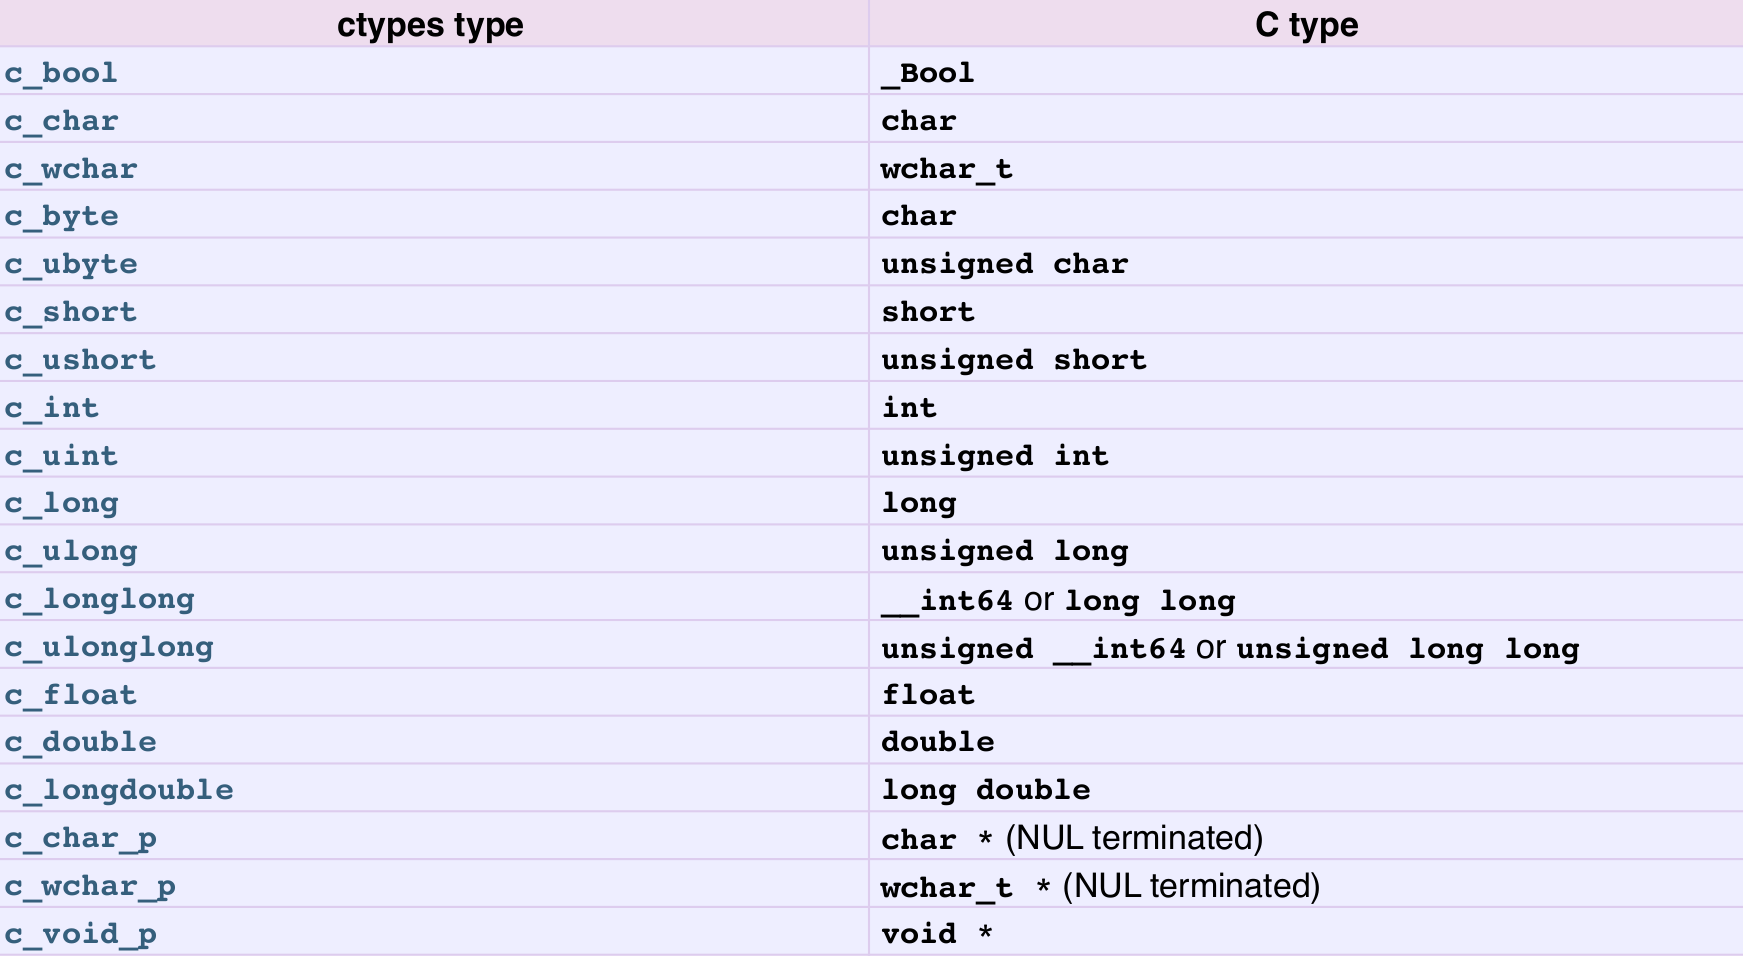 ctypes type C type
c_bool _Bool
c_char char
c_wchar wchar_t
c_byte char
c_ubyte unsigned char
c_short short
c_ushort unsigned short
c_int int
c_uint unsigned int
c_long long
c_ulong unsigned long
c_longlong __int64 or long long
c_ulonglong unsigned __int64 or unsigned long long
c_float float
c_double double
c_longdouble long double
c_char_p char * (NUL terminated)
c_wchar_p wchar_t * (NUL terminated)
c_void_p void *